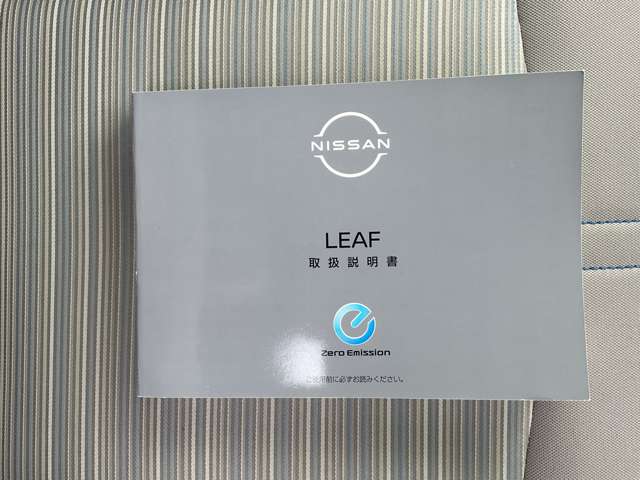 NISSAN
LEAF
取扱説明書
Zero Emission
ご使用前に必ずお読みください。